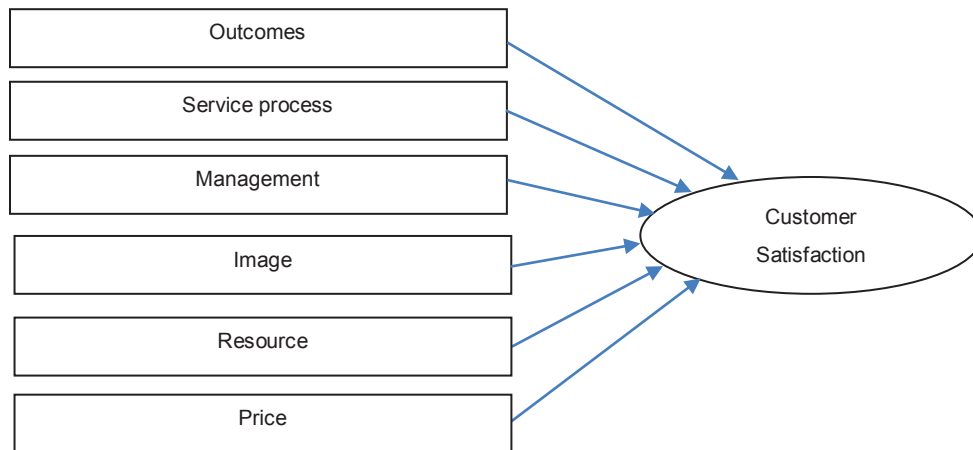 Outcomes
Service process
Management
Image
Resource
Price
Customer
Satisfaction